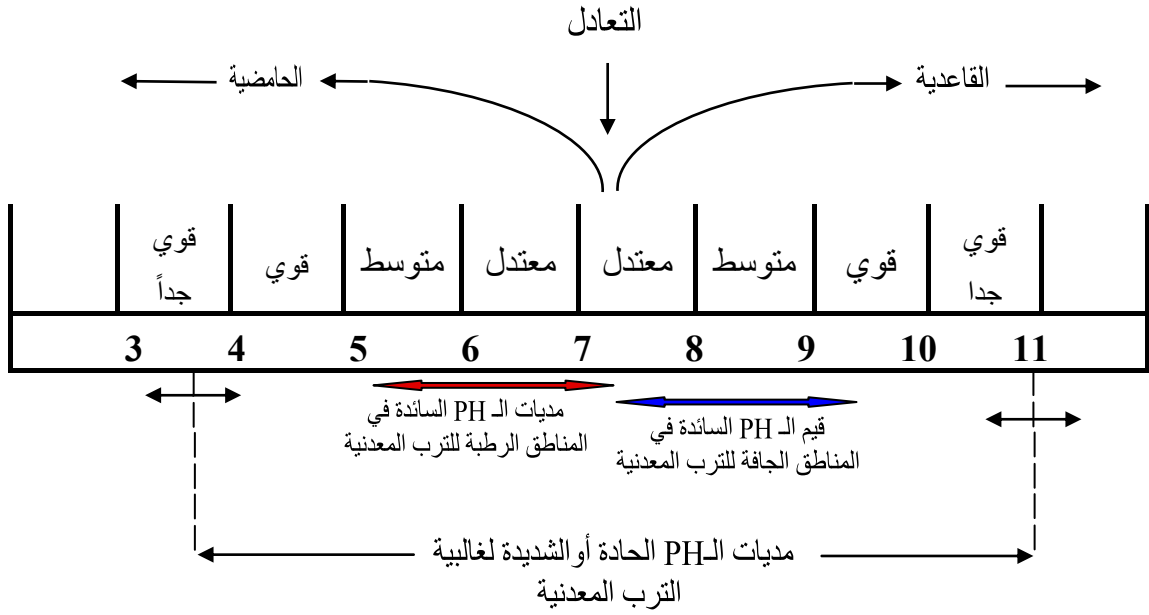 التعادل
الحامضية
القاعدية
قوي
جداً
قوي
متوسط
معتدل
معتدل
متوسط
قوي
قوي
جدا
3 4 5 6 7 8 9 10 11
مديات الـ PH السائدة في
المناطق الرطبة للترب المعدنية
قيم الـ PH السائدة في
المناطق الجافة للترب المعدنية
مديات الـPH الحادة أوالشديدة لغالبية
الترب المعدنية